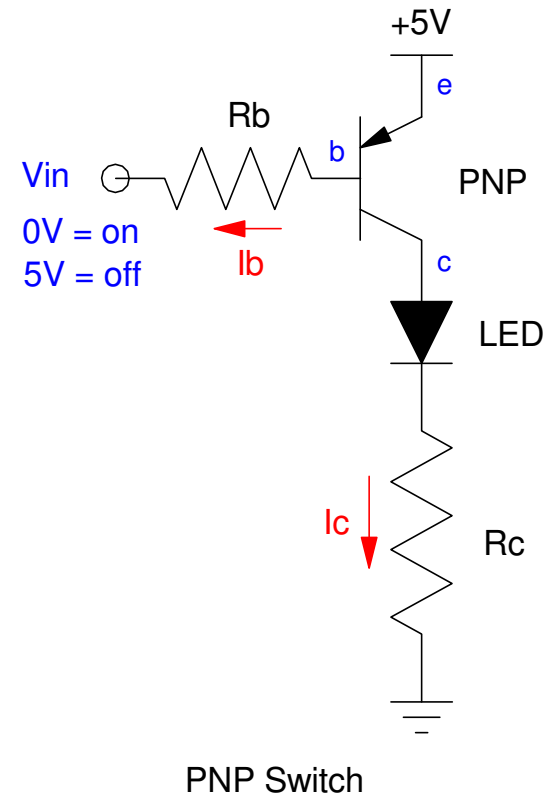 +5V
e
Rb
b
Vin
PNP
0V = on
5V = off
Ib
c
LED
Ic
Rc
PNP Switch